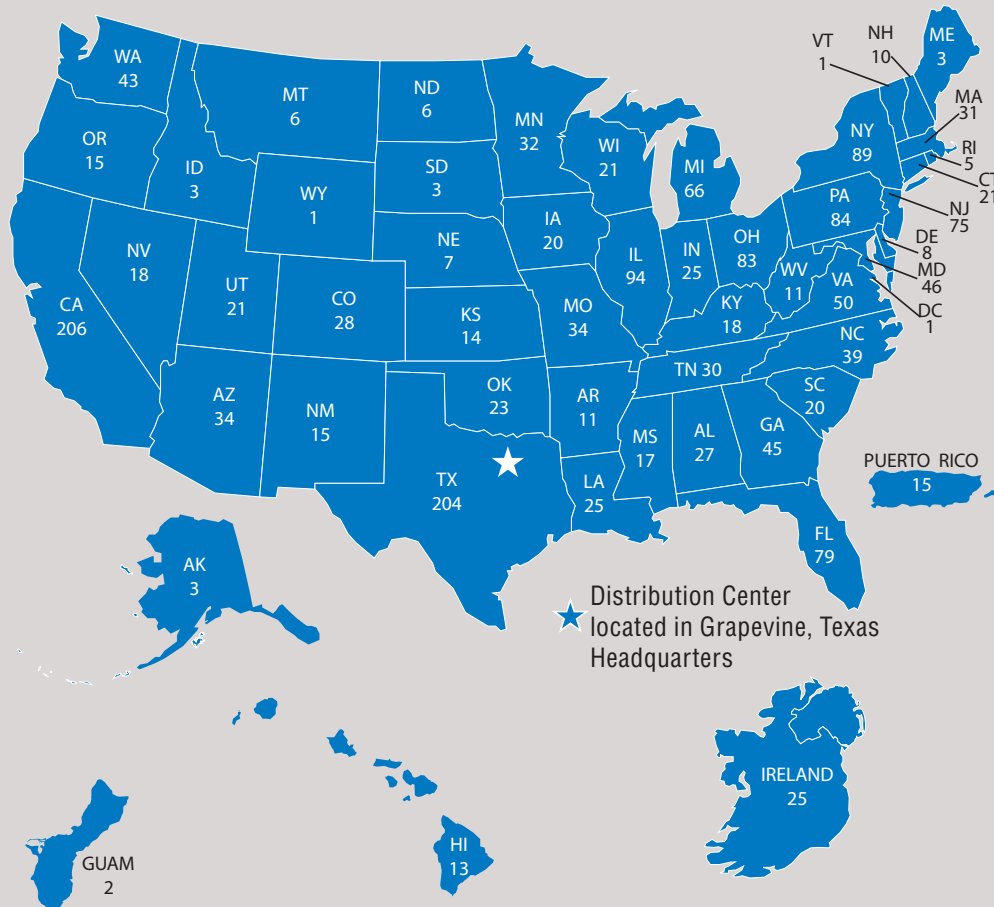 WA
43
OR
15
ID
3
MT
6
ND
6
SD
3
WY
1
NE
7
NV
18
UT
21
CO
28
KS
14
CA
206
AZ
34
NM
15
OK
23
TX
204
MN
32
IA
20
MO
34
AR
11
LA
25
WI
21
IL
94
MI
66
IN
25
OH
83
KY
18
TN 30
MS
17
AL
27
GA
45
FL
79
SC
20
NC
39
VA
50
WV
11
PA
84
NY
89
VT
1
NH
10
ME
3
MA
31
RI
5
CT
21
NJ
75
DE
8
MD
46
DC
1
PUERTO RICO
15
AK
3
Distribution Center
located in Grapevine, Texas
Headquarters
GUAM
2
HI
13
IRELAND
25